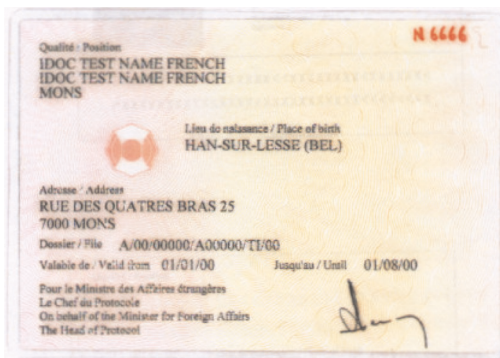 N 6666
Qualité / Position
IDOC TEST NAME FRENCH
IDOC TEST NAME FRENCH
MONS
Lieu de naissance / Place of birth
HAN-SUR-LESSE (BEL)
Adresse / Address
RUE DES QUATRES BRAS 25
7000 MONS
Dossier / File A/00/00000/A00000/TI/00
Valable de / Valid from 01/01/00 Jusqu'au / Until 01/08/00
Pour le Ministre des Affaires étrangères
Le Chef du Protocole
On behalf of the Minister for Foreign Affairs
The Head of Protocol